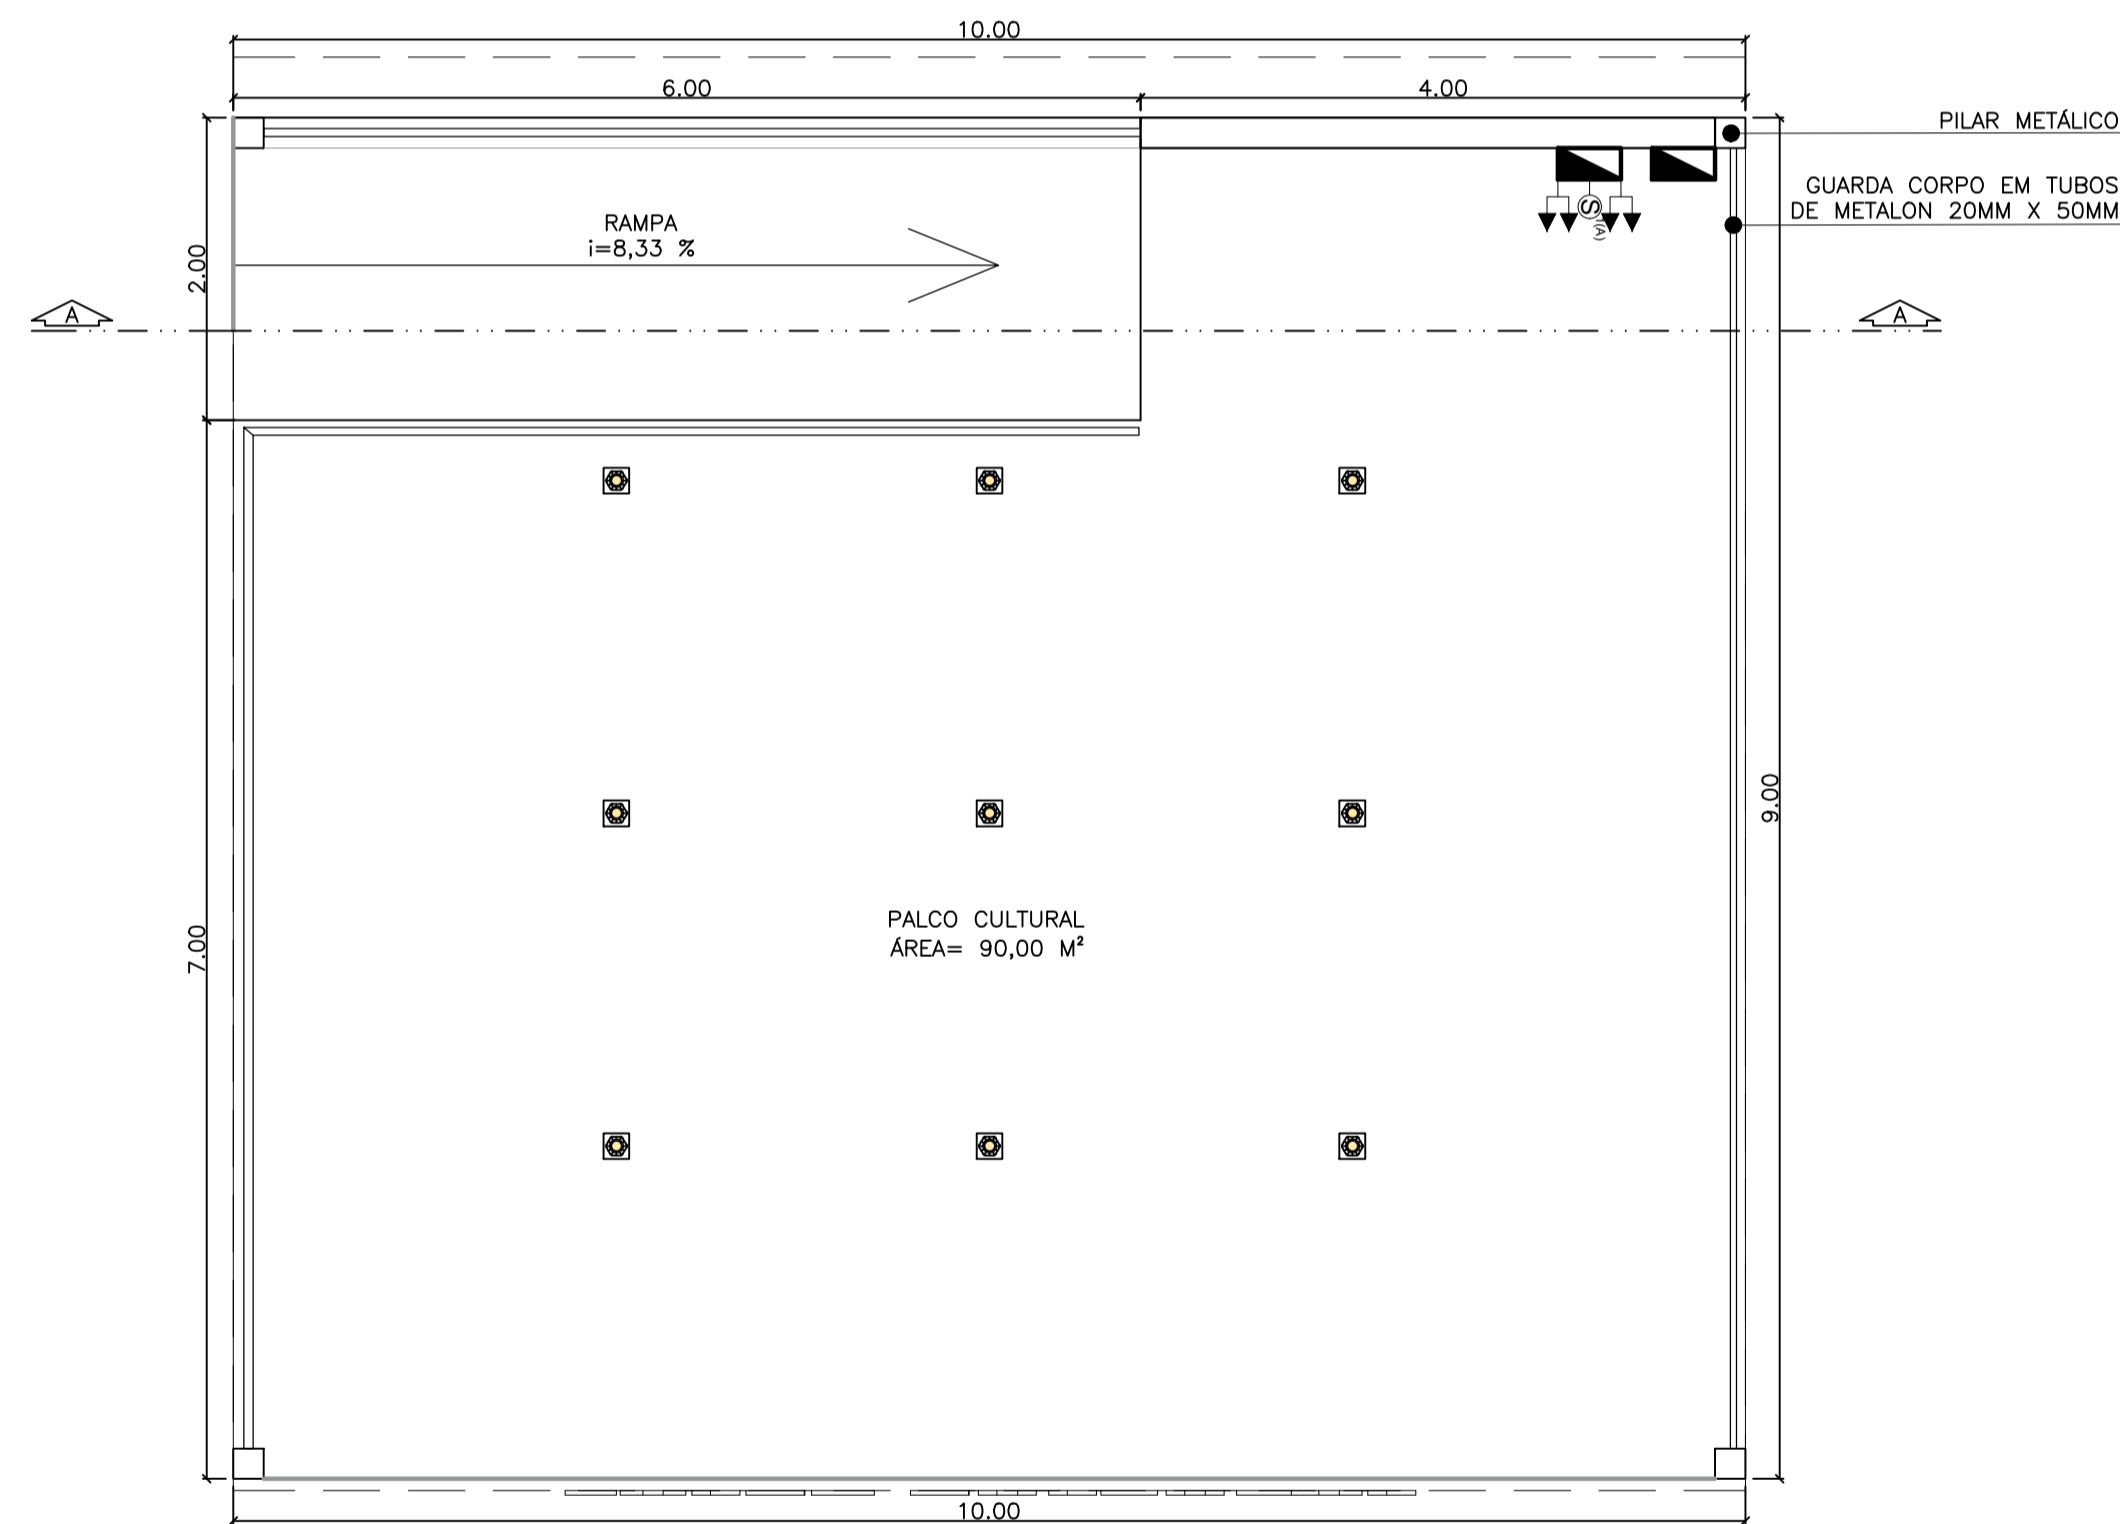 10.00
6.00
4.00
PILAR METÁLICO
GUARDA CORPO EM TUBOS
DE METALON 20MM X 50MM
RAMPA
i=8,33 %
S
(A)
2.00
A
A
9.00
7.00
PALCO CULTURAL
ÁREA= 90,00 M²
10.00